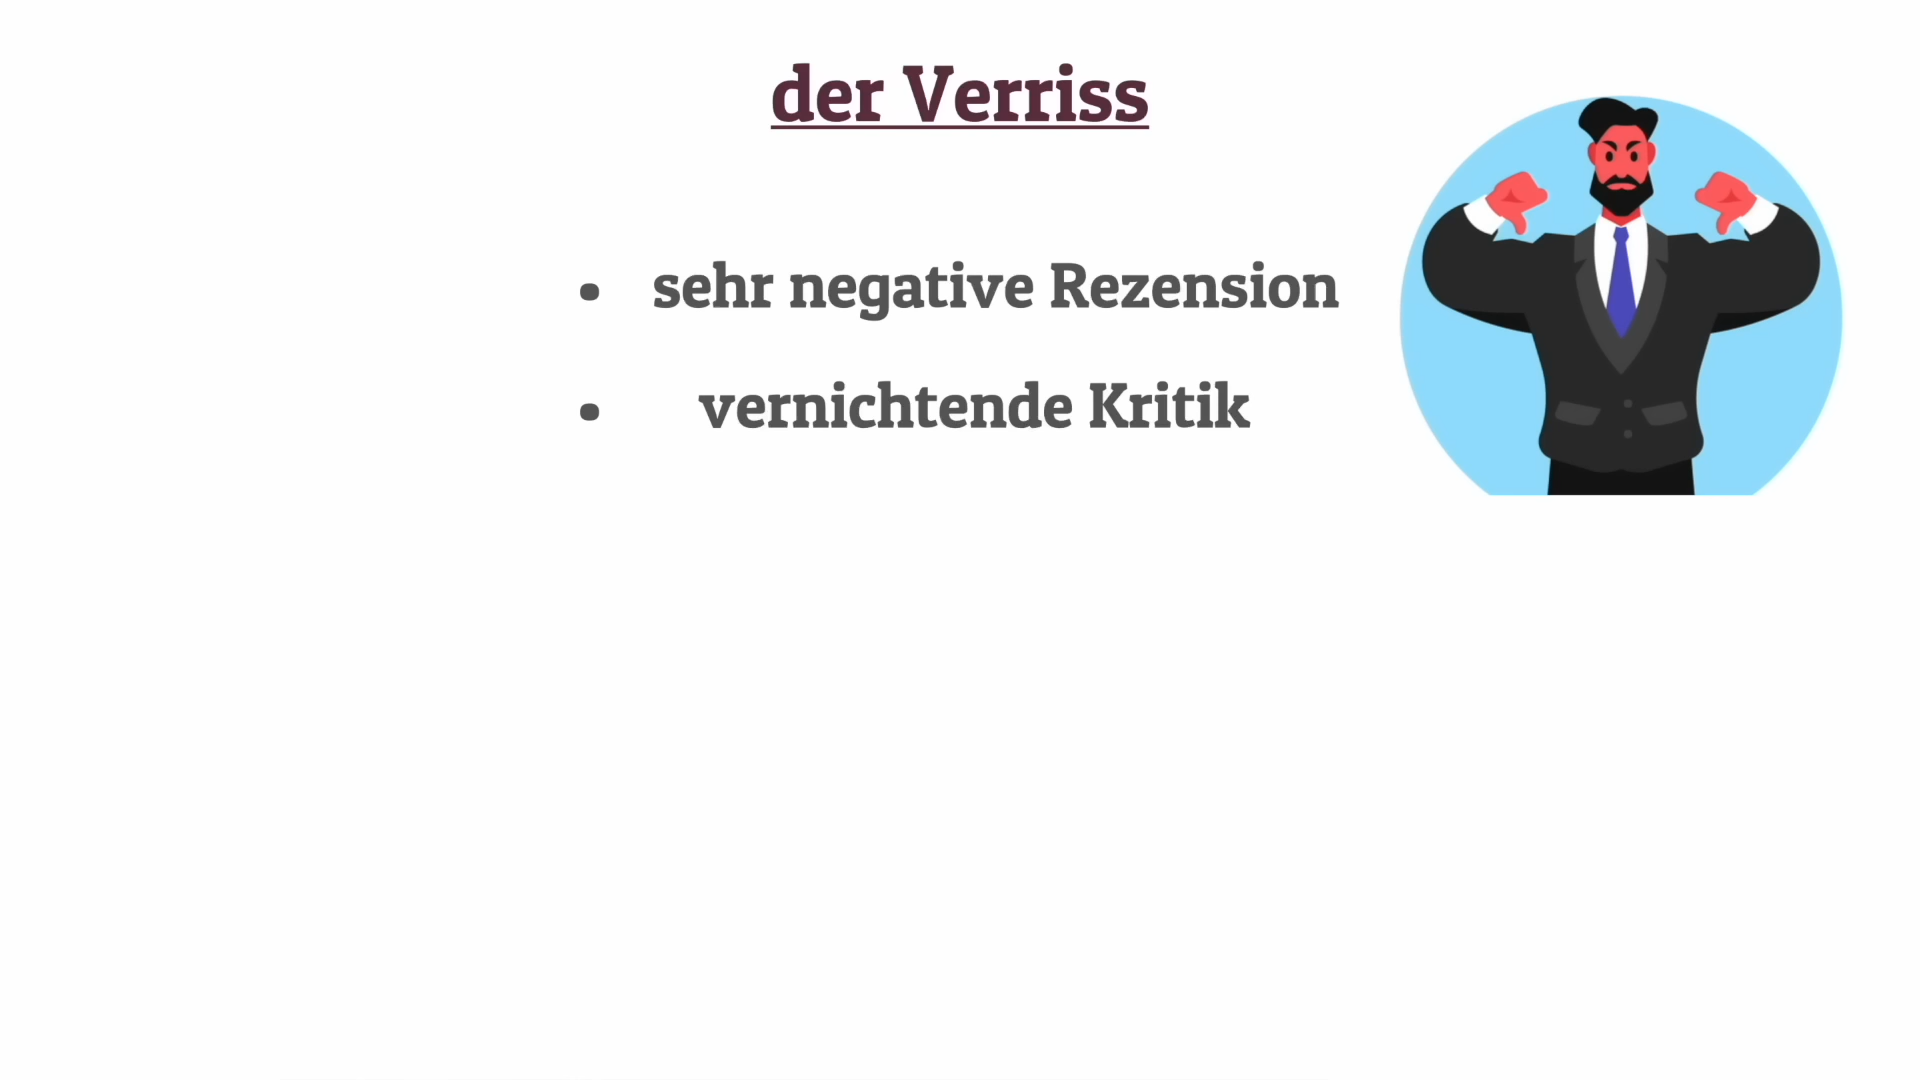 der Verriss
• sehr negative Rezension
• vernichtende Kritik